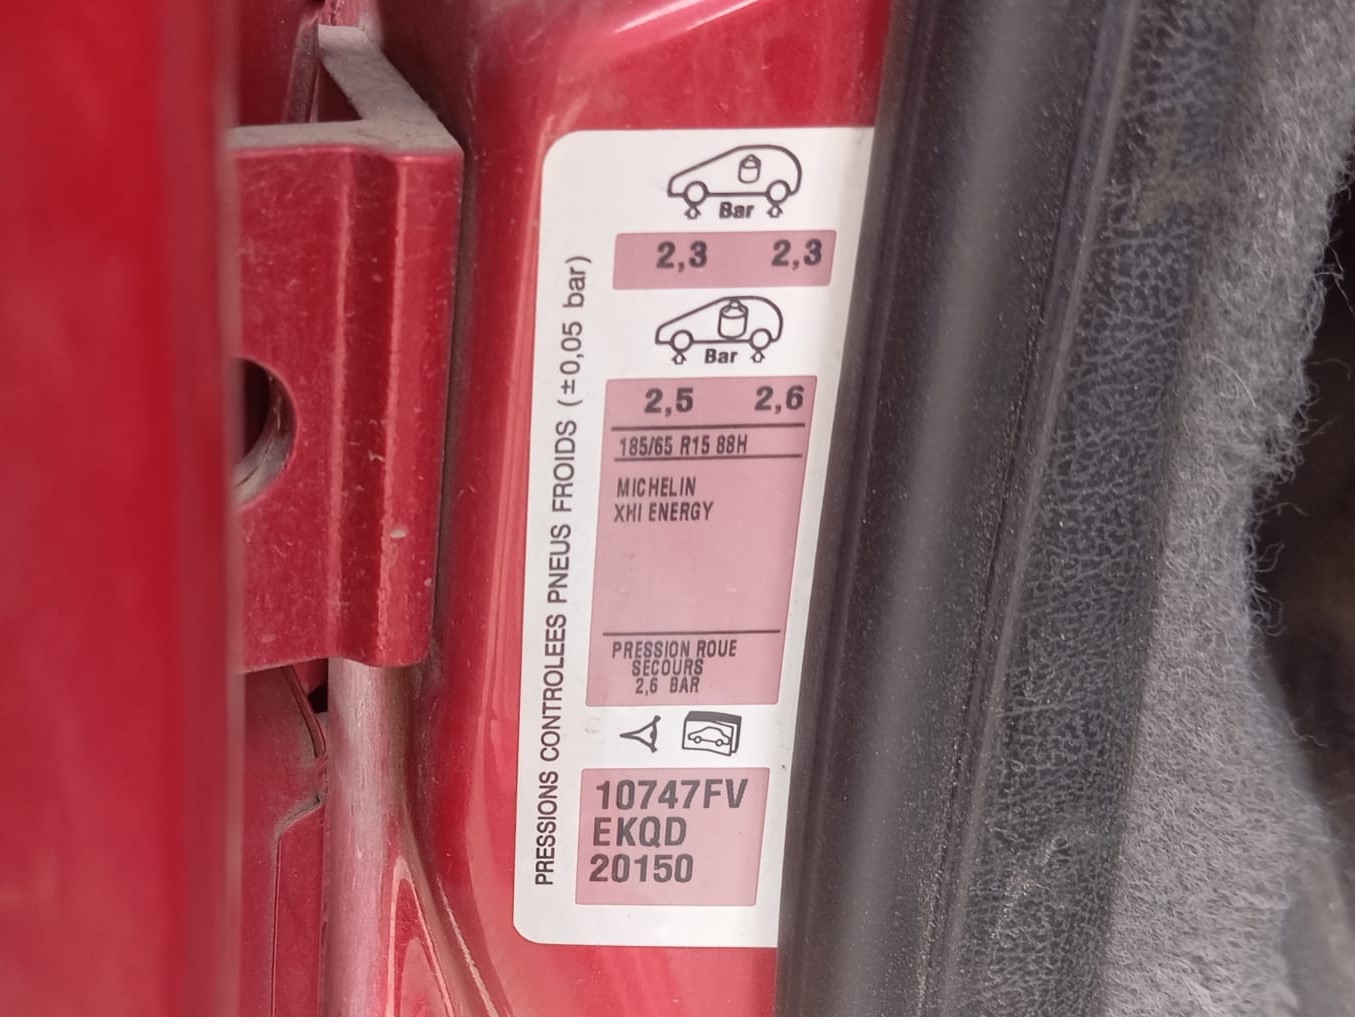 PRESSIONS CONTROLEES PNEUS FROIDS (±0,05 bar)
Bar
2,3 2,3
Bar
2,5 2,6
185/65 R15 88H
MICHELIN
XHI ENERGY
PRESSION ROUE
SECOURS
2,6 BAR
10747FV
EKQD
20150